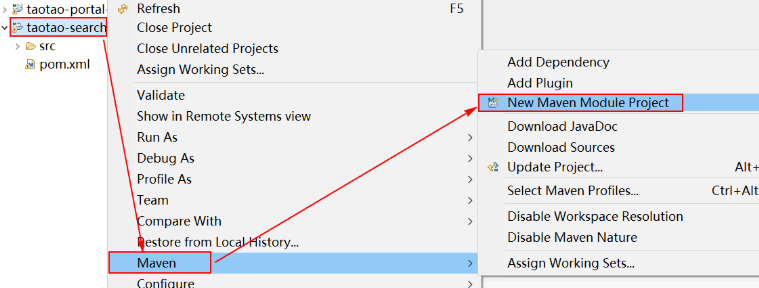 taotao-portal-
taotao-search
src
pom.xml
Refresh F5
Close Project
Close Unrelated Projects
Assign Working Sets...
Validate
Show in Remote Systems view
Run As
Debug As
Profile As
Team
Compare With
Restore from Local History...
Maven
Configure
Add Dependency
Add Plugin
New Maven Module Project
Download JavaDoc
Download Sources
Update Project... Alt+
Select Maven Profiles... Ctrl+Alt
Disable Workspace Resolution
Disable Maven Nature
Assign Working Sets...